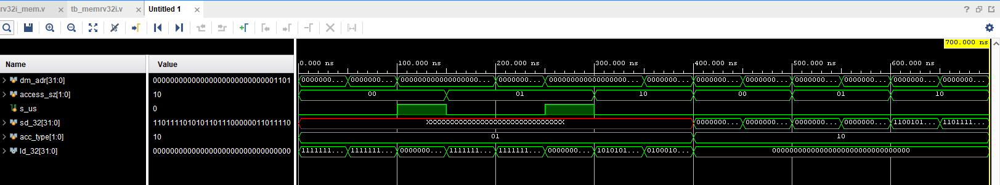 rv32i_mem.v × tb_memrv32i.v × Untitled 1 ×
700.000 ns
Name Value 0.000 ns 100.000 ns 200.000 ns 300.000 ns 400.000 ns 500.000 ns 600.000 ns
dm_adr[31:0] 00000000000000000000000000001101 0000000... 0000000... 00000000000000000... 0000000... 00000000000000000... 0000000... 0000000... 0000000... 0000000... 0000000... 0000000... 0000000...
access_sz[1:0] 10 00 01 10 00 01 10
s_us 0
sd_32[31:0] XXXXXXXXXXXXXXXXXXXXXXXXXXXX 0000000... 0000000... 0000000... 0000000... 1100101... 1101111...
acc_type[1:0] 10 01 10
ld_32[31:0] 00000000000000000000000000000000 1111111... 1111111... 0000000... 1111111... 1111111... 0000000... 1010101... 0100010... 00000000000000000000000000000000